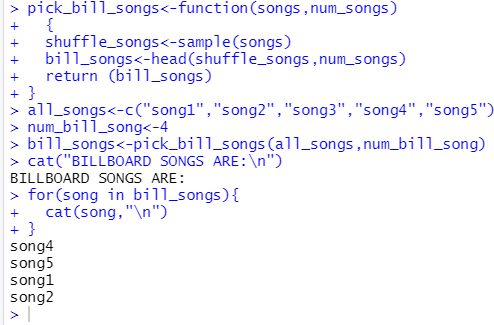 > pick_bill_songs<-function(songs,num_songs)
+   {
+   shuffle_songs<-sample(songs)
+   bill_songs<-head(shuffle_songs,num_songs)
+   return (bill_songs)
+ }
> all_songs<-c("song1","song2","song3","song4","song5")
> num_bill_song<-4
> bill_songs<-pick_bill_songs(all_songs,num_bill_song)
> cat("BILLBOARD SONGS ARE:\n")
BILLBOARD SONGS ARE:
> for(song in bill_songs){
+   cat(song,"\n")
+ }
song4
song5
song1
song2
>